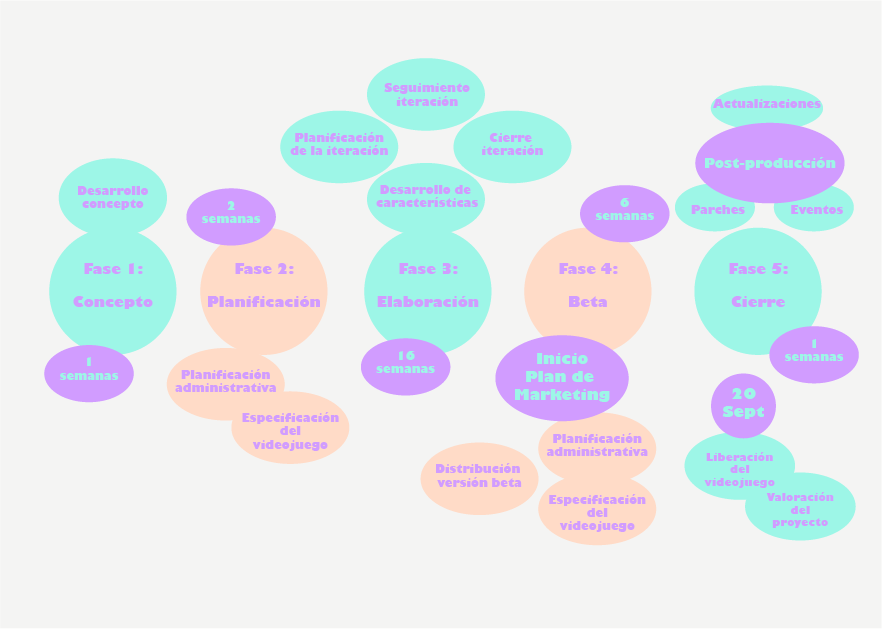 Desarrollo
concepto
Fase 1:
Concepto
1
semanas
2
semanas
Fase 2:
Planificación
Planificación
administrativa
Especificación
del
videojuego
Seguimiento
iteración
Planificación
de la iteración
Cierre
iteración
Desarrollo de
características
Fase 3:
Elaboración
16
semanas
6
semanas
Fase 4:
Beta
Inicio
Plan de
Marketing
Planificación
administrativa
Distribución
versión beta
Especificación
del
videojuego
Actualizaciones
Post-producción
Parches
Eventos
Fase 5:
Cierre
1
semanas
20
Sept
Liberación
del
videojuego
Valoración
del
proyecto